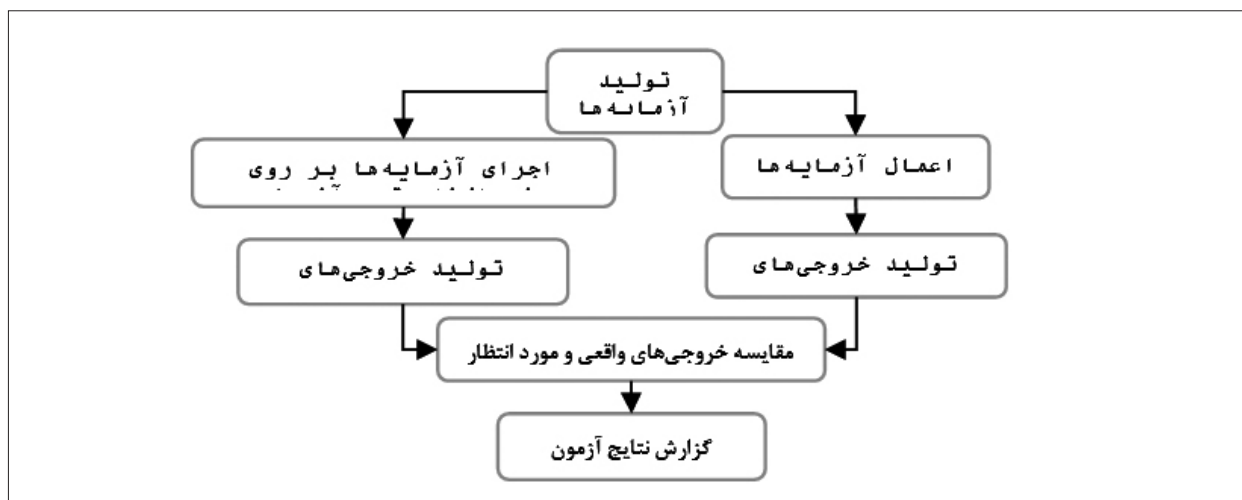 تولید
آزمایه‌ها
اجرای آزمایه‌ها بر روی
اعمال آزمایه‌ها
تولید خروجی‌های
تولید خروجی‌های
مقایسه خروجی‌های واقعی و مورد انتظار
گزارش نتایج آزمون